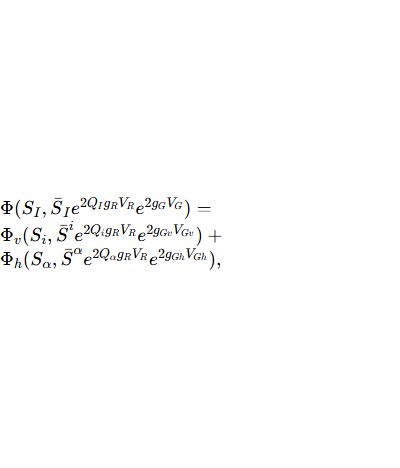 Φ(S_I, S̄_I e^{2Q_I g_R V_R} e^{2g_G V_G}) =
Φ_v(S_i, S̄^i e^{2Q_i g_R V_R} e^{2g_{Gv} V_{Gv}}) +
Φ_h(S_α, S̄^α e^{2Q_α g_R V_R} e^{2g_{Gh} V_{Gh}}),